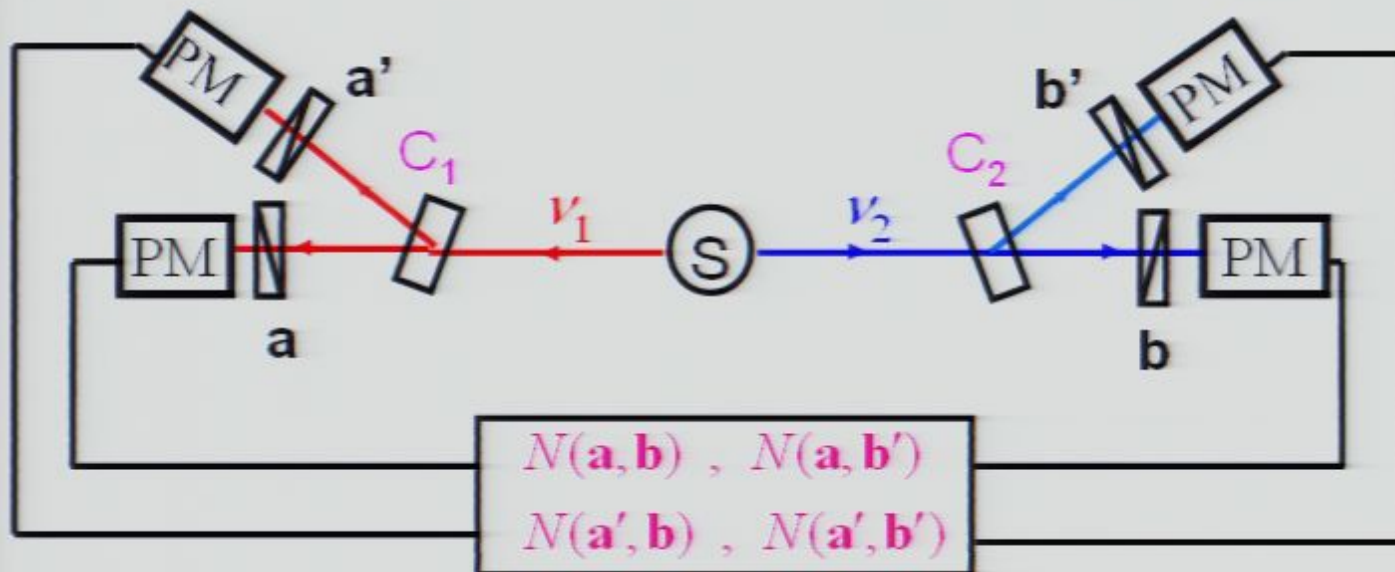 PM
a’
b’
PM
C₁
C₂
ν₁
S
ν₂
PM
PM
a
b
N(a, b) , N(a, b′)
N(a′, b) , N(a′, b′)